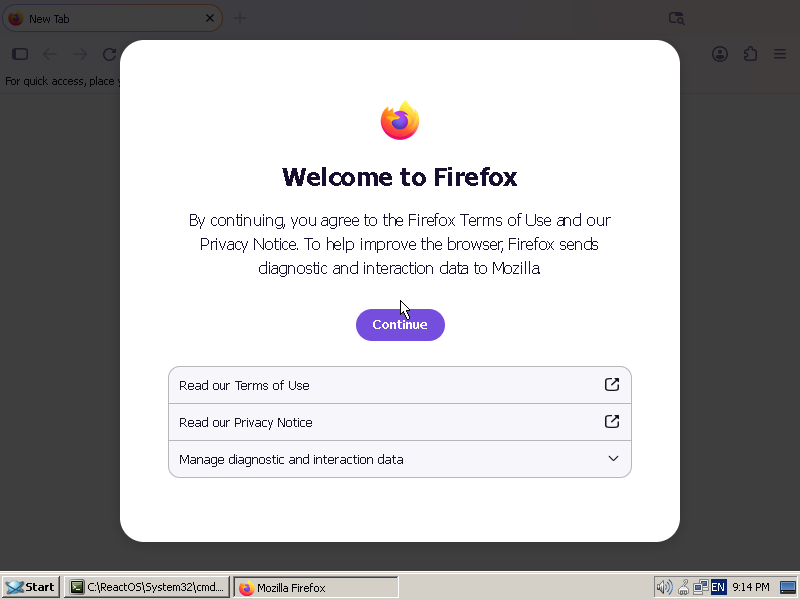 New Tab
For quick access, place
Welcome to Firefox
By continuing, you agree to the Firefox Terms of Use and our
Privacy Notice. To help improve the browser, Firefox sends
diagnostic and interaction data to Mozilla.
Continue
Read our Terms of Use
Read our Privacy Notice
Manage diagnostic and interaction data
Start
C:\ReactOS\System32\cmd....
Mozilla Firefox
EN
9:14 PM